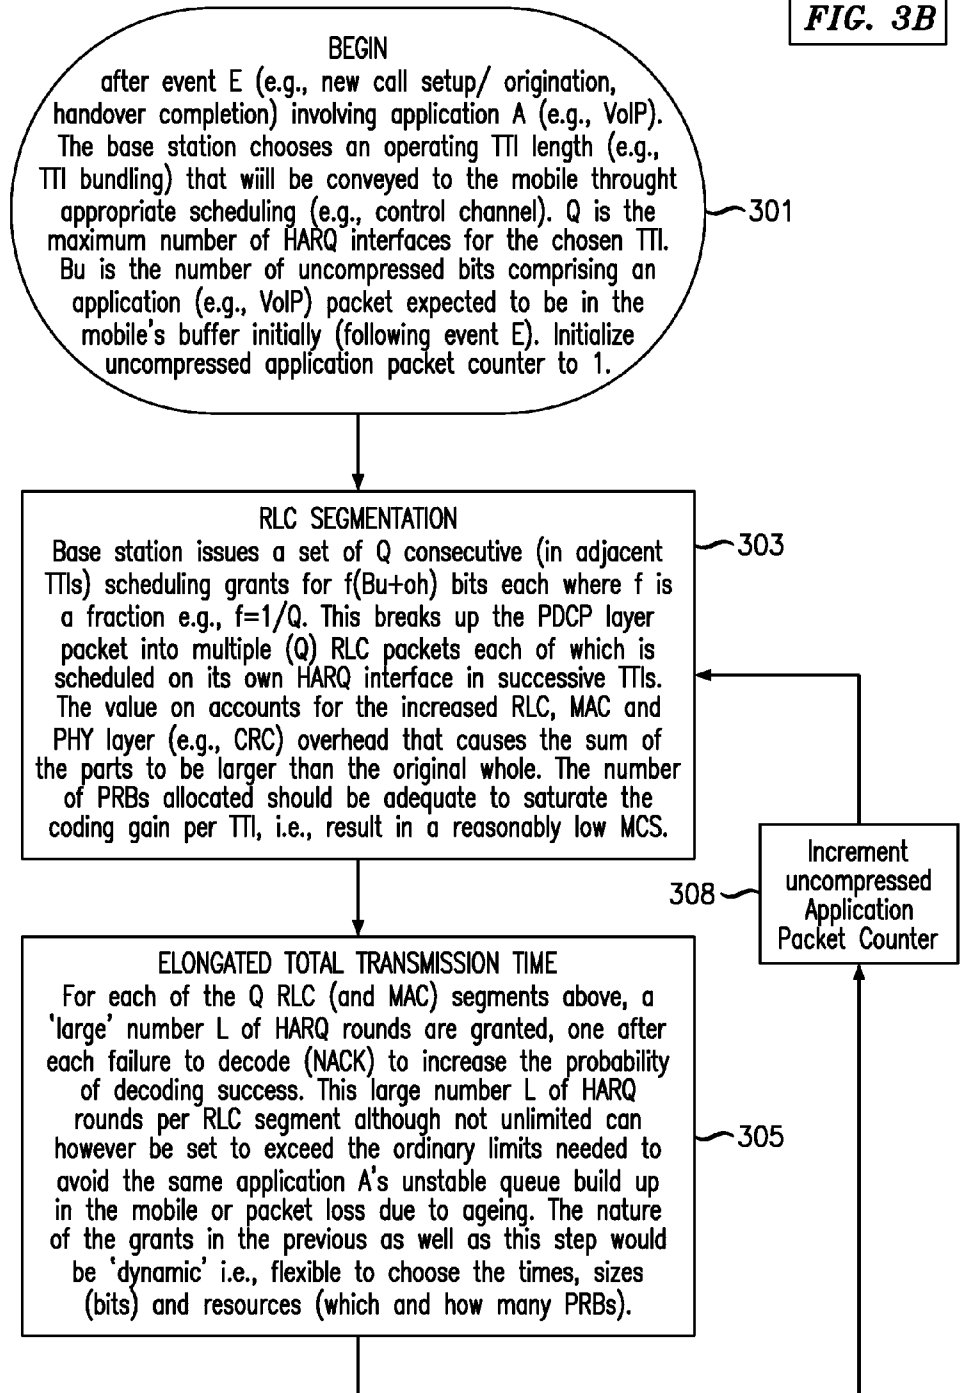 FIG. 3B
BEGIN
after event E (e.g., new call setup/ origination,
handover completion) involving application A (e.g., VoIP).
The base station chooses an operating TTI length (e.g.,
TTI bundling) that wiill be conveyed to the mobile throught
appropriate scheduling (e.g., control channel). Q is the
maximum number of HARQ interfaces for the chosen TTI.
Bu is the number of uncompressed bits comprising an
application (e.g., VoIP) packet expected to be in the
mobile's buffer initially (following event E). Initialize
uncompressed application packet counter to 1.
301
RLC SEGMENTATION
Base station issues a set of Q consecutive (in adjacent
TTIs) scheduling grants for f(Bu+oh) bits each where f is
a fraction e.g., f=1/Q. This breaks up the PDCP layer
packet into multiple (Q) RLC packets each of which is
scheduled on its own HARQ interface in successive TTIs.
The value on accounts for the increased RLC, MAC and
PHY layer (e.g., CRC) overhead that causes the sum of
the parts to be larger than the original whole. The number
of PRBs allocated should be adequate to saturate the
coding gain per TTI, i.e., result in a reasonably low MCS.
303
Increment
uncompressed
Application
Packet Counter
308
ELONGATED TOTAL TRANSMISSION TIME
For each of the Q RLC (and MAC) segments above, a
'large' number L of HARQ rounds are granted, one after
each failure to decode (NACK) to increase the probability
of decoding success. This large number L of HARQ
rounds per RLC segment although not unlimited can
however be set to exceed the ordinary limits needed to
avoid the same application A's unstable queue build up
in the mobile or packet loss due to ageing. The nature
of the grants in the previous as well as this step would
be 'dynamic' i.e., flexible to choose the times, sizes
(bits) and resources (which and how many PRBs).
305